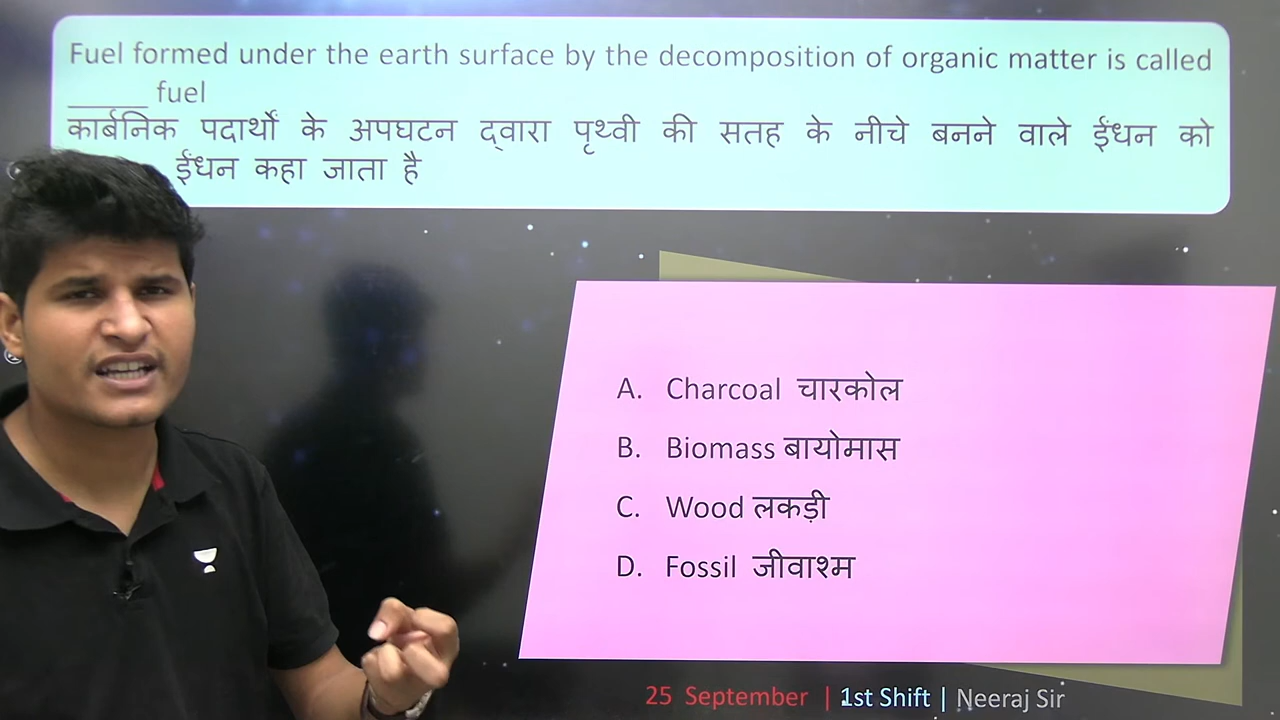 Fuel formed under the earth surface by the decomposition of organic matter is called
______ fuel
कार्बनिक पदार्थों के अपघटन द्वारा पृथ्वी की सतह के नीचे बनने वाले ईंधन को
ईंधन कहा जाता है
A. Charcoal चारकोल
B. Biomass बायोमास
C. Wood लकड़ी
D. Fossil जीवाश्म
25 September | 1st Shift | Neeraj Sir